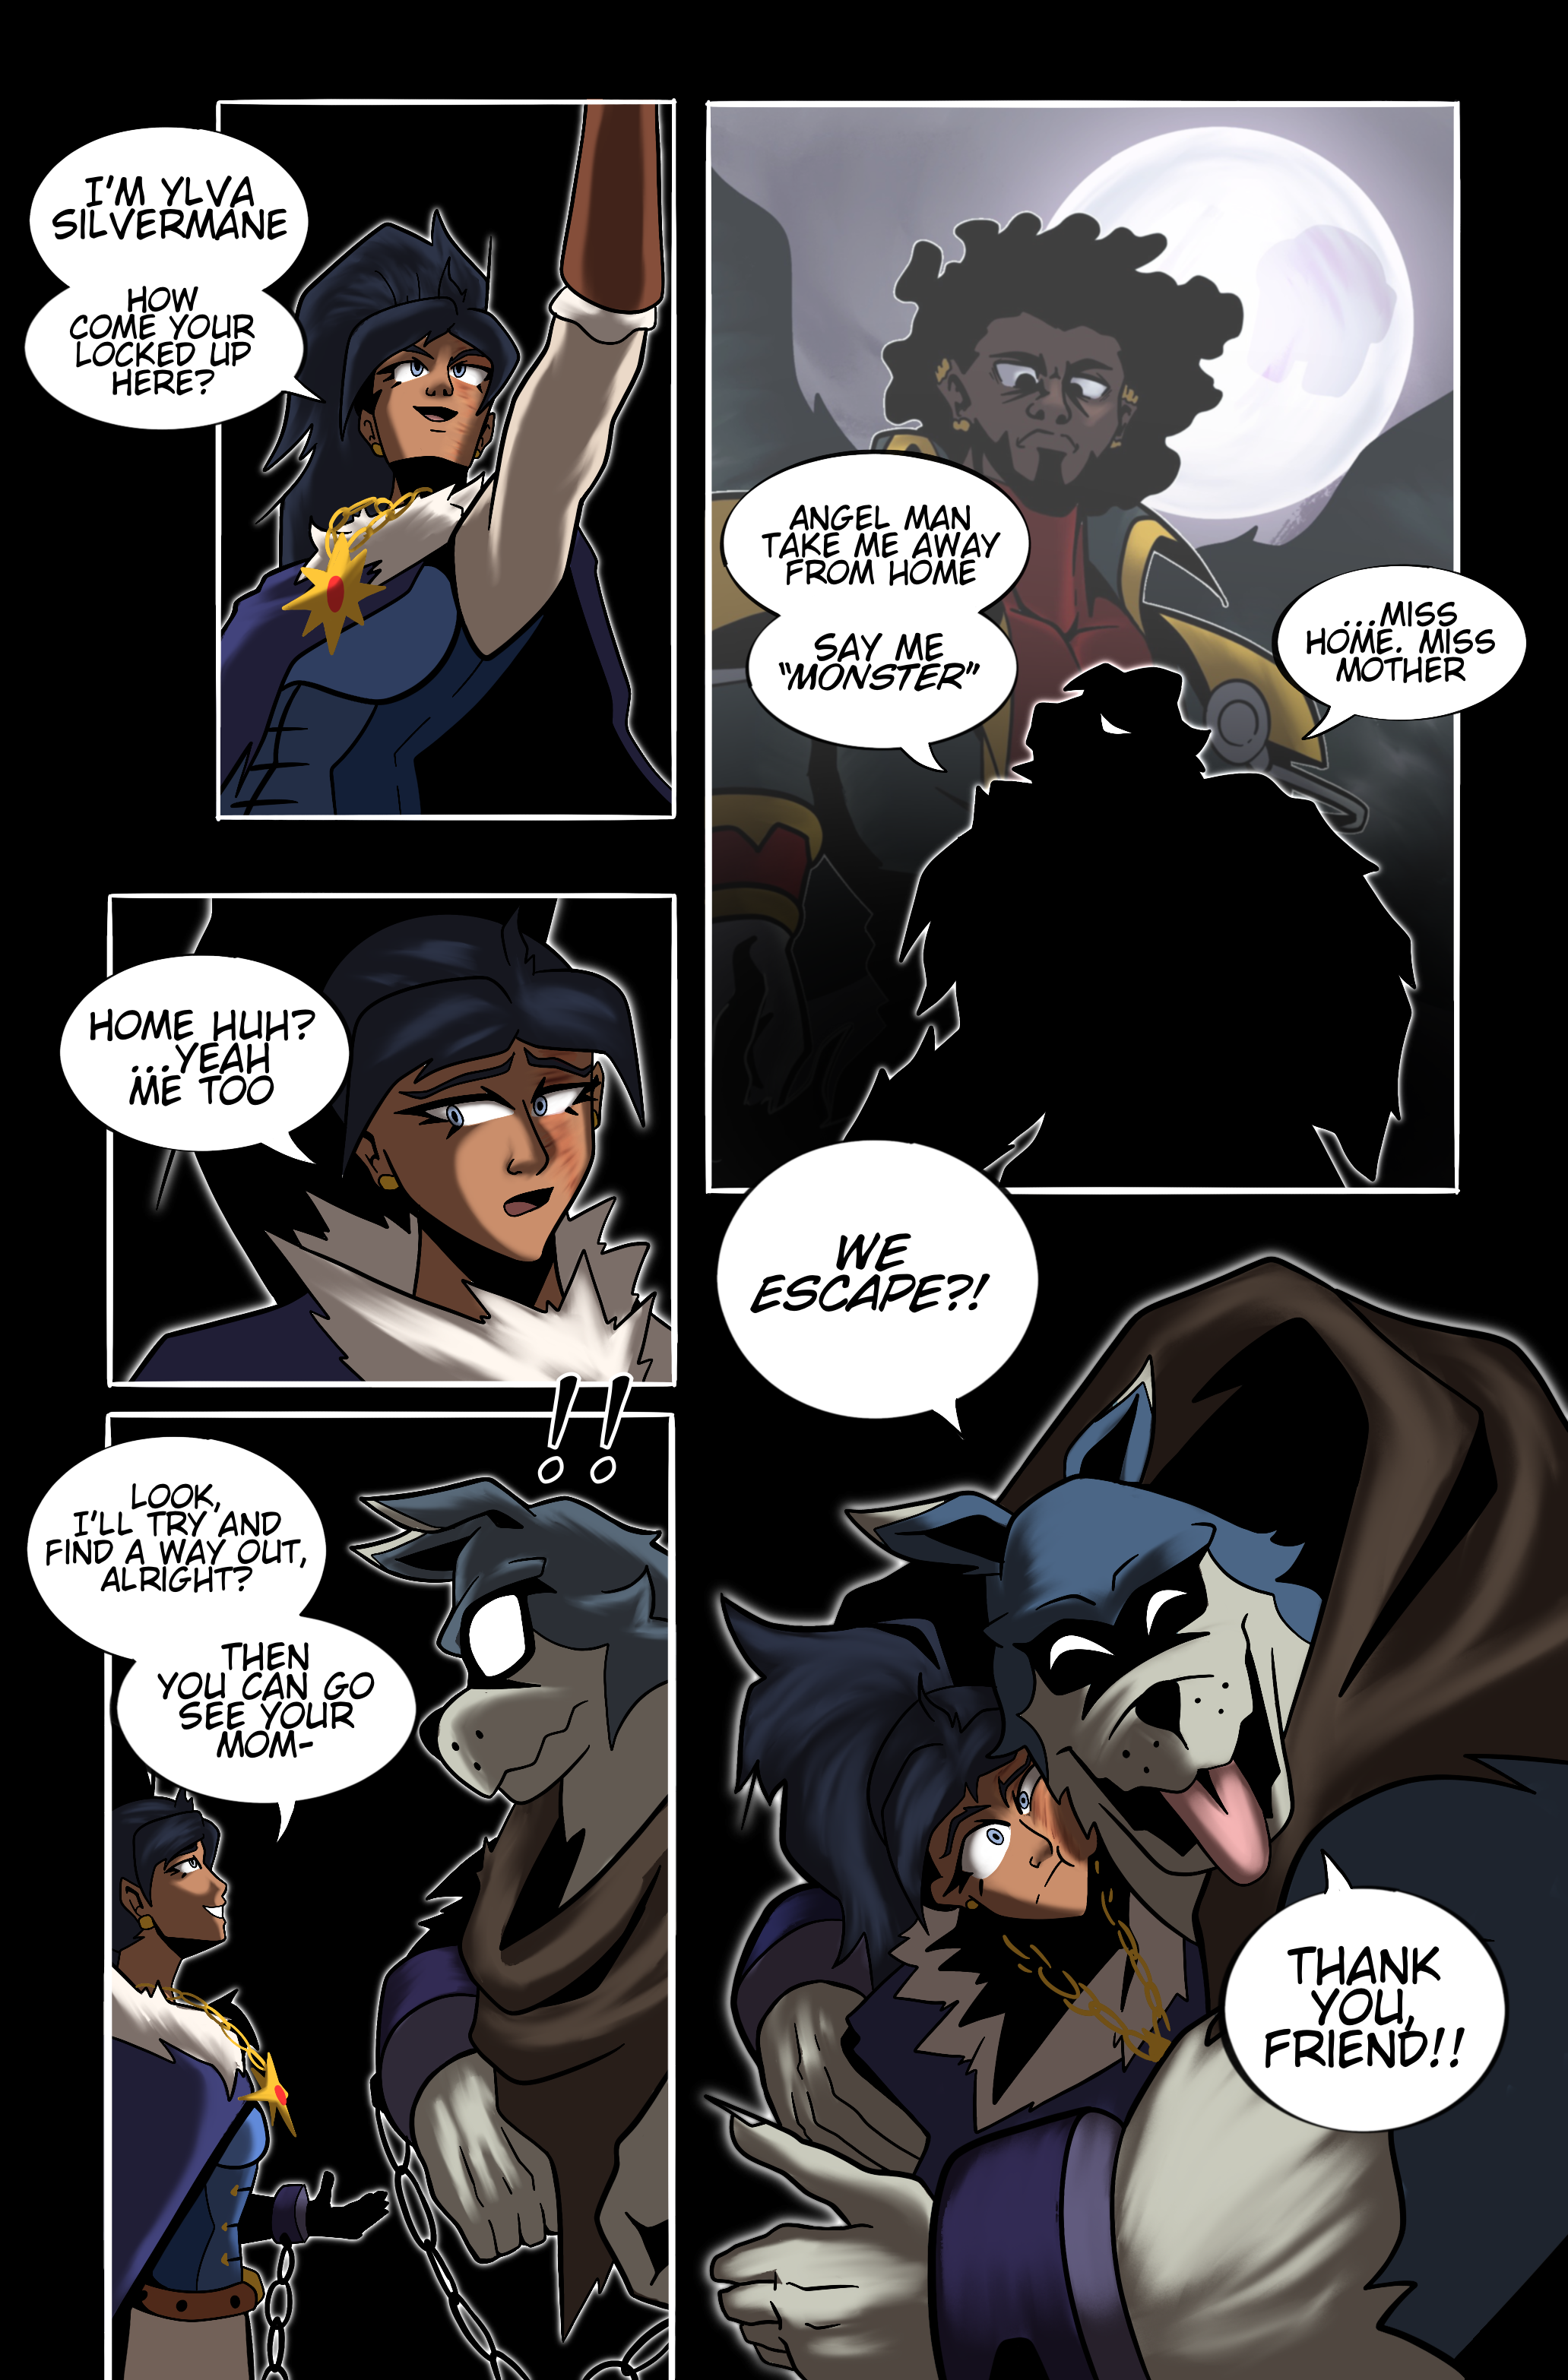 I'M YLVA
SILVERMANE
HOW
COME YOUR
LOCKED UP
HERE?
ANGEL MAN
TAKE ME AWAY
FROM HOME
SAY ME
"MONSTER"
...MISS
HOME. MISS
MOTHER
HOME HUH?
...YEAH
ME TOO
LOOK,
I'LL TRY AND
FIND A WAY OUT,
ALRIGHT?
THEN
YOU CAN GO
SEE YOUR
MOM-
!!
WE
ESCAPE?!
THANK
YOU,
FRIEND!!